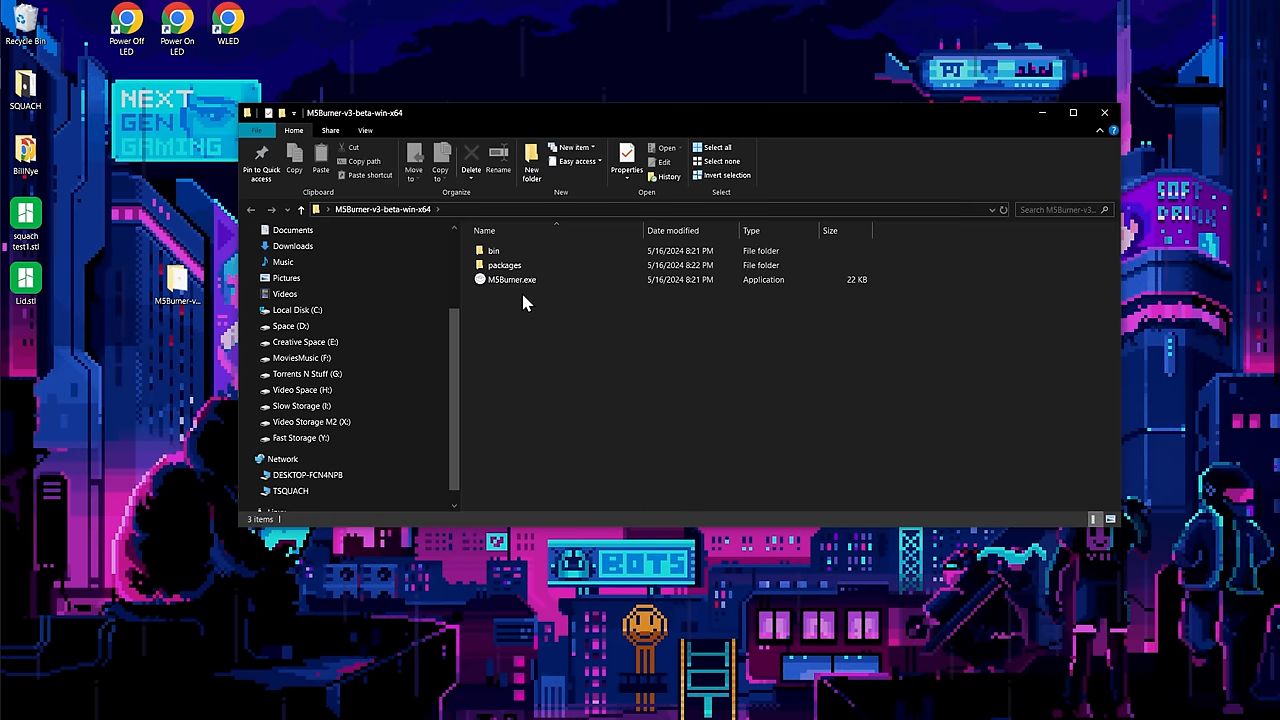 Recycle Bin
Power Off
LED
Power On
LED
WLED
SQUACH
BillNye
squach
test1.stl
Lid.stl
M5Burner-v...
NEXT
GEN
GAMING
M5Burner-v3-beta-win-x64
File
Home
Share
View
Pin to Quick
access
Copy
Paste
Cut
Copy path
Paste shortcut
Clipboard
Move
to
Copy
to
Delete
Rename
Organize
New
folder
New item
Easy access
New
Properties
Open
Edit
History
Open
Select all
Select none
Invert selection
Select
M5Burner-v3-beta-win-x64
Search M5Burner-v3...
Documents
Downloads
Music
Pictures
Videos
Local Disk (C:)
Space (D:)
Creative Space (E:)
MoviesMusic (F:)
Torrents N Stuff (G:)
Video Space (H:)
Slow Storage (I:)
Video Storage M2 (X:)
Fast Storage (Y:)
Network
DESKTOP-FCN4NPB
TSQUACH
Name
Date modified
Type
Size
bin
5/16/2024 8:21 PM
File folder
packages
5/16/2024 8:22 PM
File folder
M5Burner.exe
5/16/2024 8:21 PM
Application
22 KB
3 items
SOFT
DRINK
BOTS